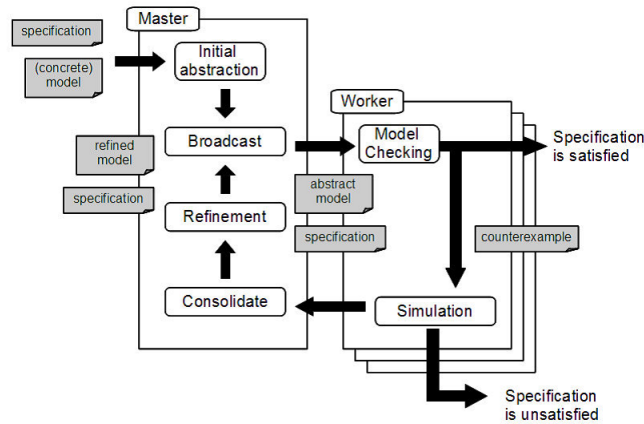 Master
specification
(concrete)
model
Initial
abstraction
Worker
Broadcast
Model
Checking
Specification
is satisfied
refined
model
specification
abstract
model
Refinement
specification
counterexample
Consolidate
Simulation
Specification
is unsatisfied